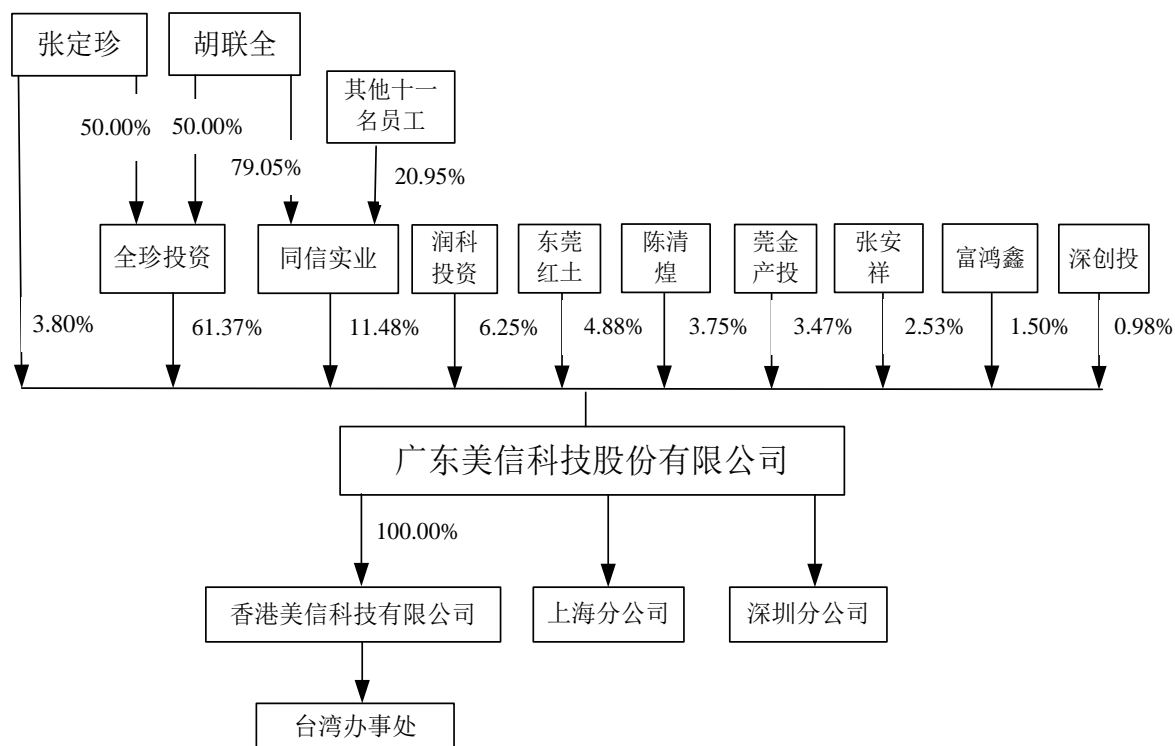 张定珍
胡联全
其他十一
名员工
50.00%
50.00%
79.05%
20.95%
全珍投资
同信实业
润科
投资
东莞
红土
陈清
煌
莞金
产投
张安
祥
富鸿鑫
深创投
3.80%
61.37%
11.48%
6.25%
4.88%
3.75%
3.47%
2.53%
1.50%
0.98%
广东美信科技股份有限公司
100.00%
香港美信科技有限公司
上海分公司
深圳分公司
台湾办事处